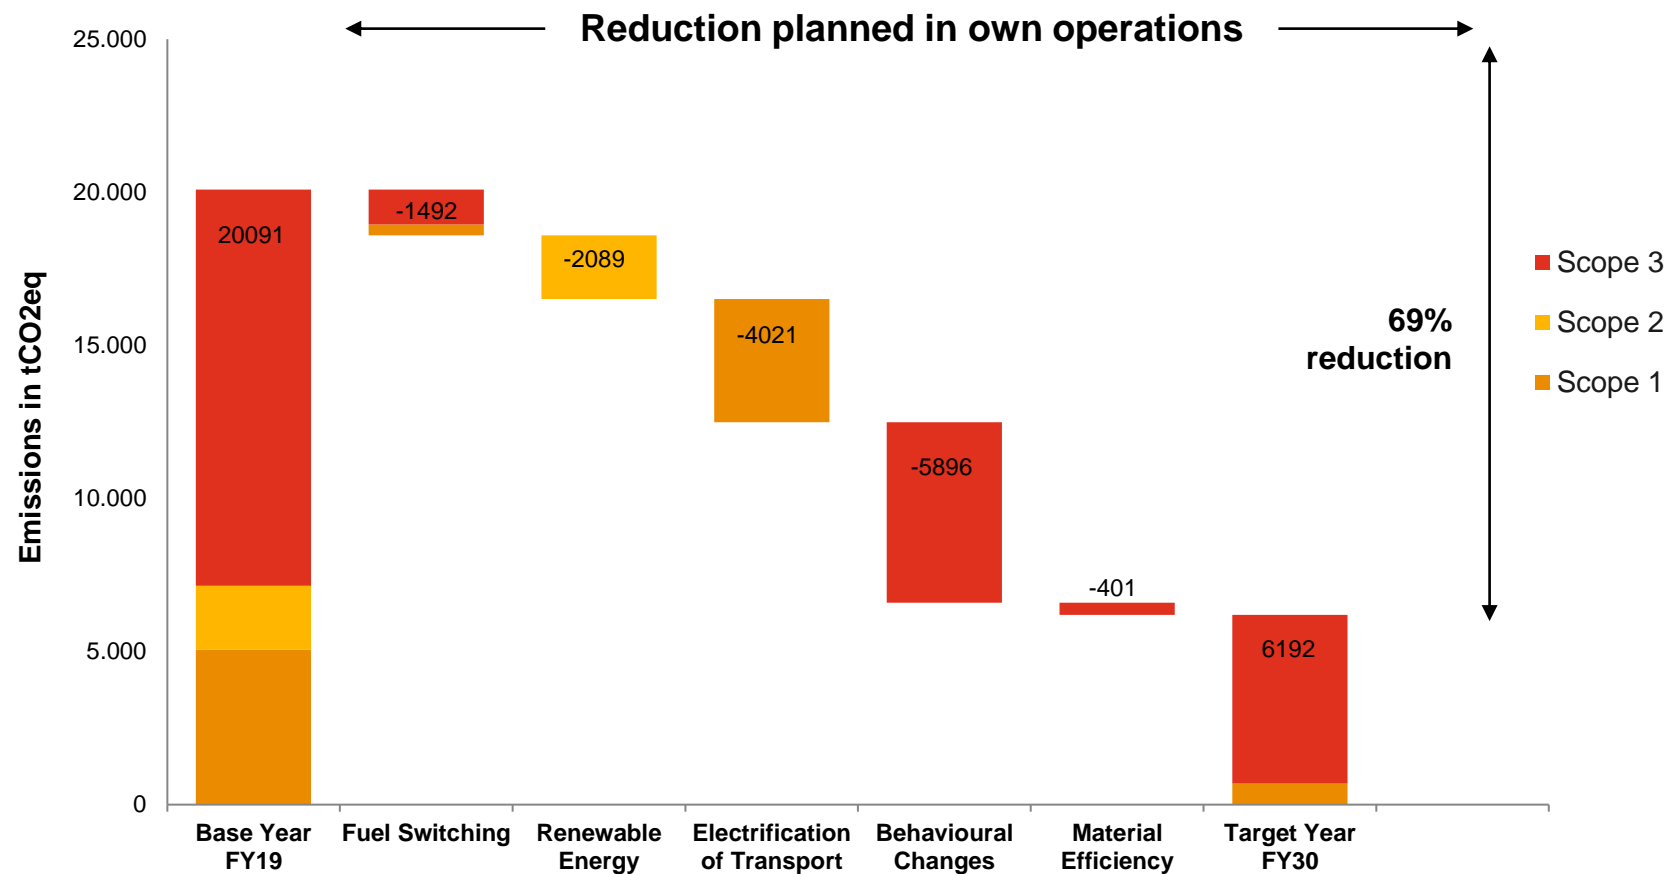 Reduction planned in own operations
25.000
20.000
15.000
10.000
5.000
0
Emissions in tCO2eq
20091
-1492
-2089
-4021
-5896
-401
6192
69%
reduction
Scope 3
Scope 2
Scope 1
Base Year
FY19
Fuel Switching
Renewable
Energy
Electrification
of Transport
Behavioural
Changes
Material
Efficiency
Target Year
FY30